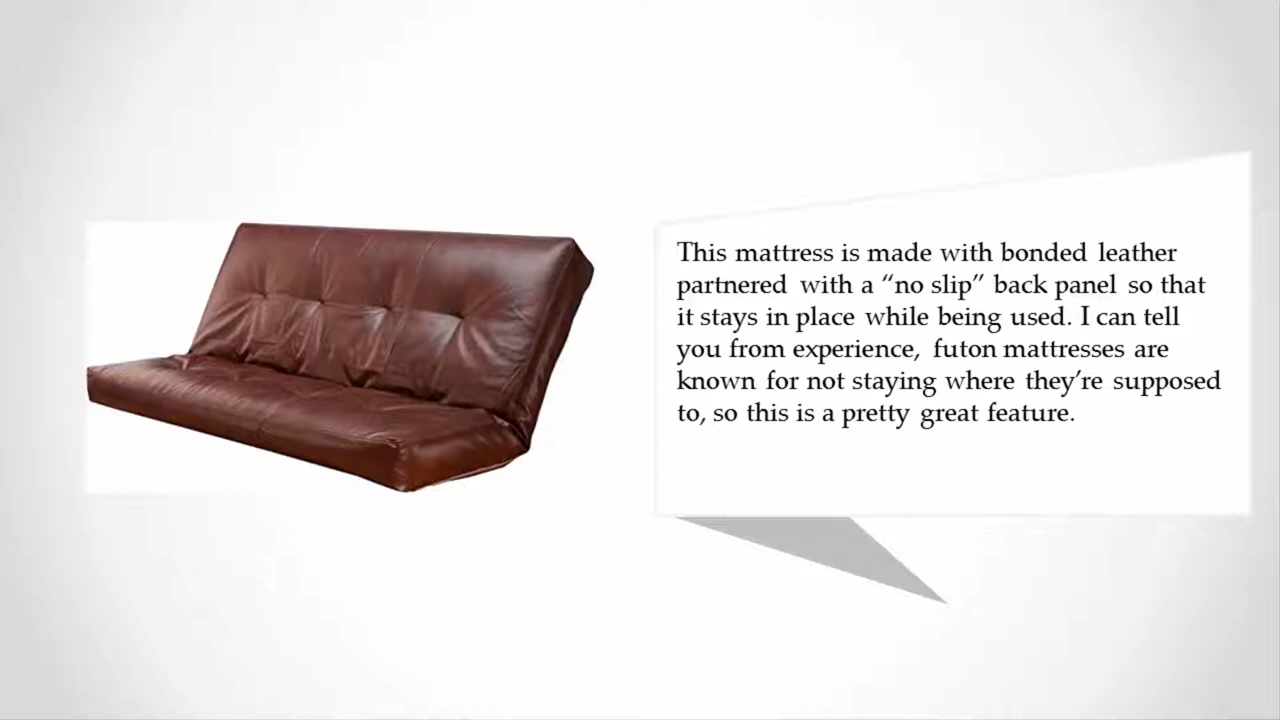 This mattress is made with bonded leather
partnered with a “no slip” back panel so that
it stays in place while being used. I can tell
you from experience, futon mattresses are
known for not staying where they’re supposed
to, so this is a pretty great feature.